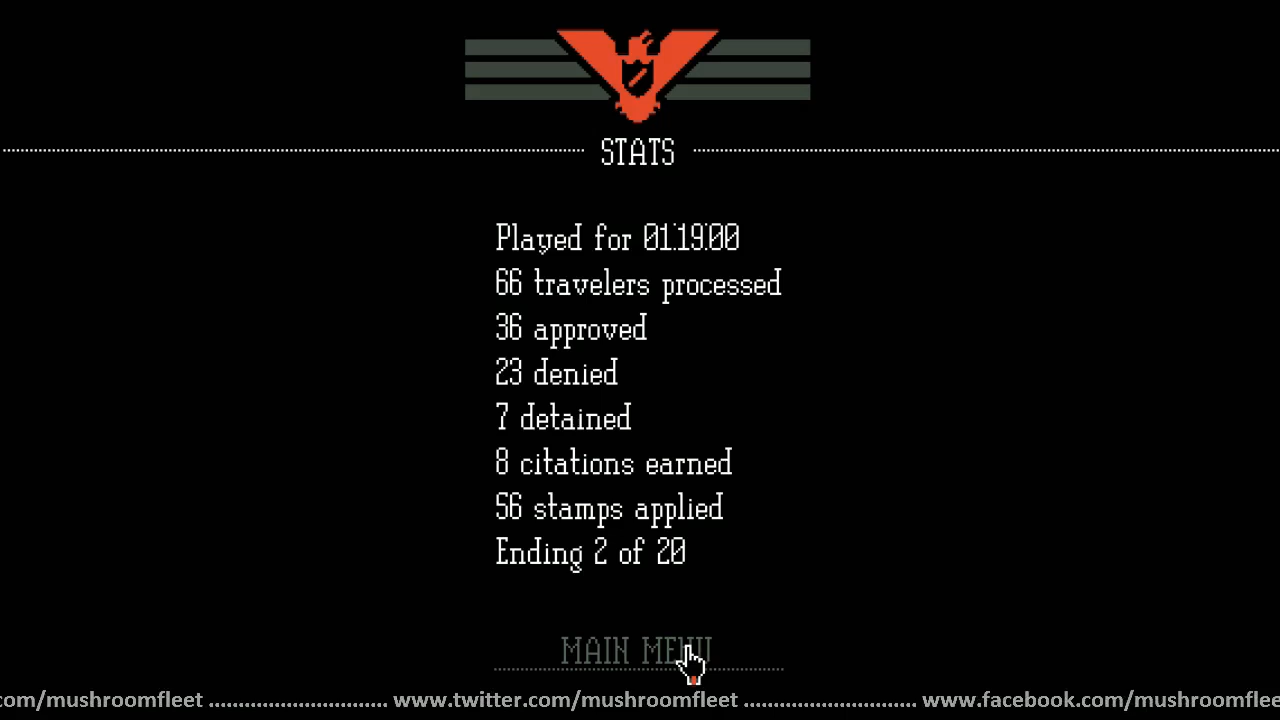 STATS
Played for 01:19:00
66 travelers processed
36 approved
23 denied
7 detained
8 citations earned
56 stamps applied
Ending 2 of 20
MAIN MENU
com/mushroomfleet .............................. www.twitter.com/mushroomfleet ............................. www.facebook.com/mushroomfle